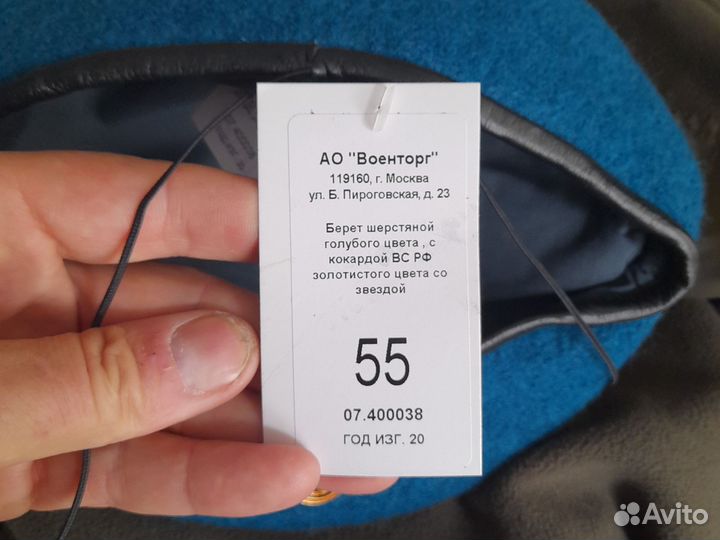 АО "Военторг"
119160, г. Москва
ул. Б. Пироговская, д. 23
Берет шерстяной
голубого цвета , с
кокардой ВС РФ
золотистого цвета со
звездой
55
07.400038
ГОД ИЗГ. 20
Avito